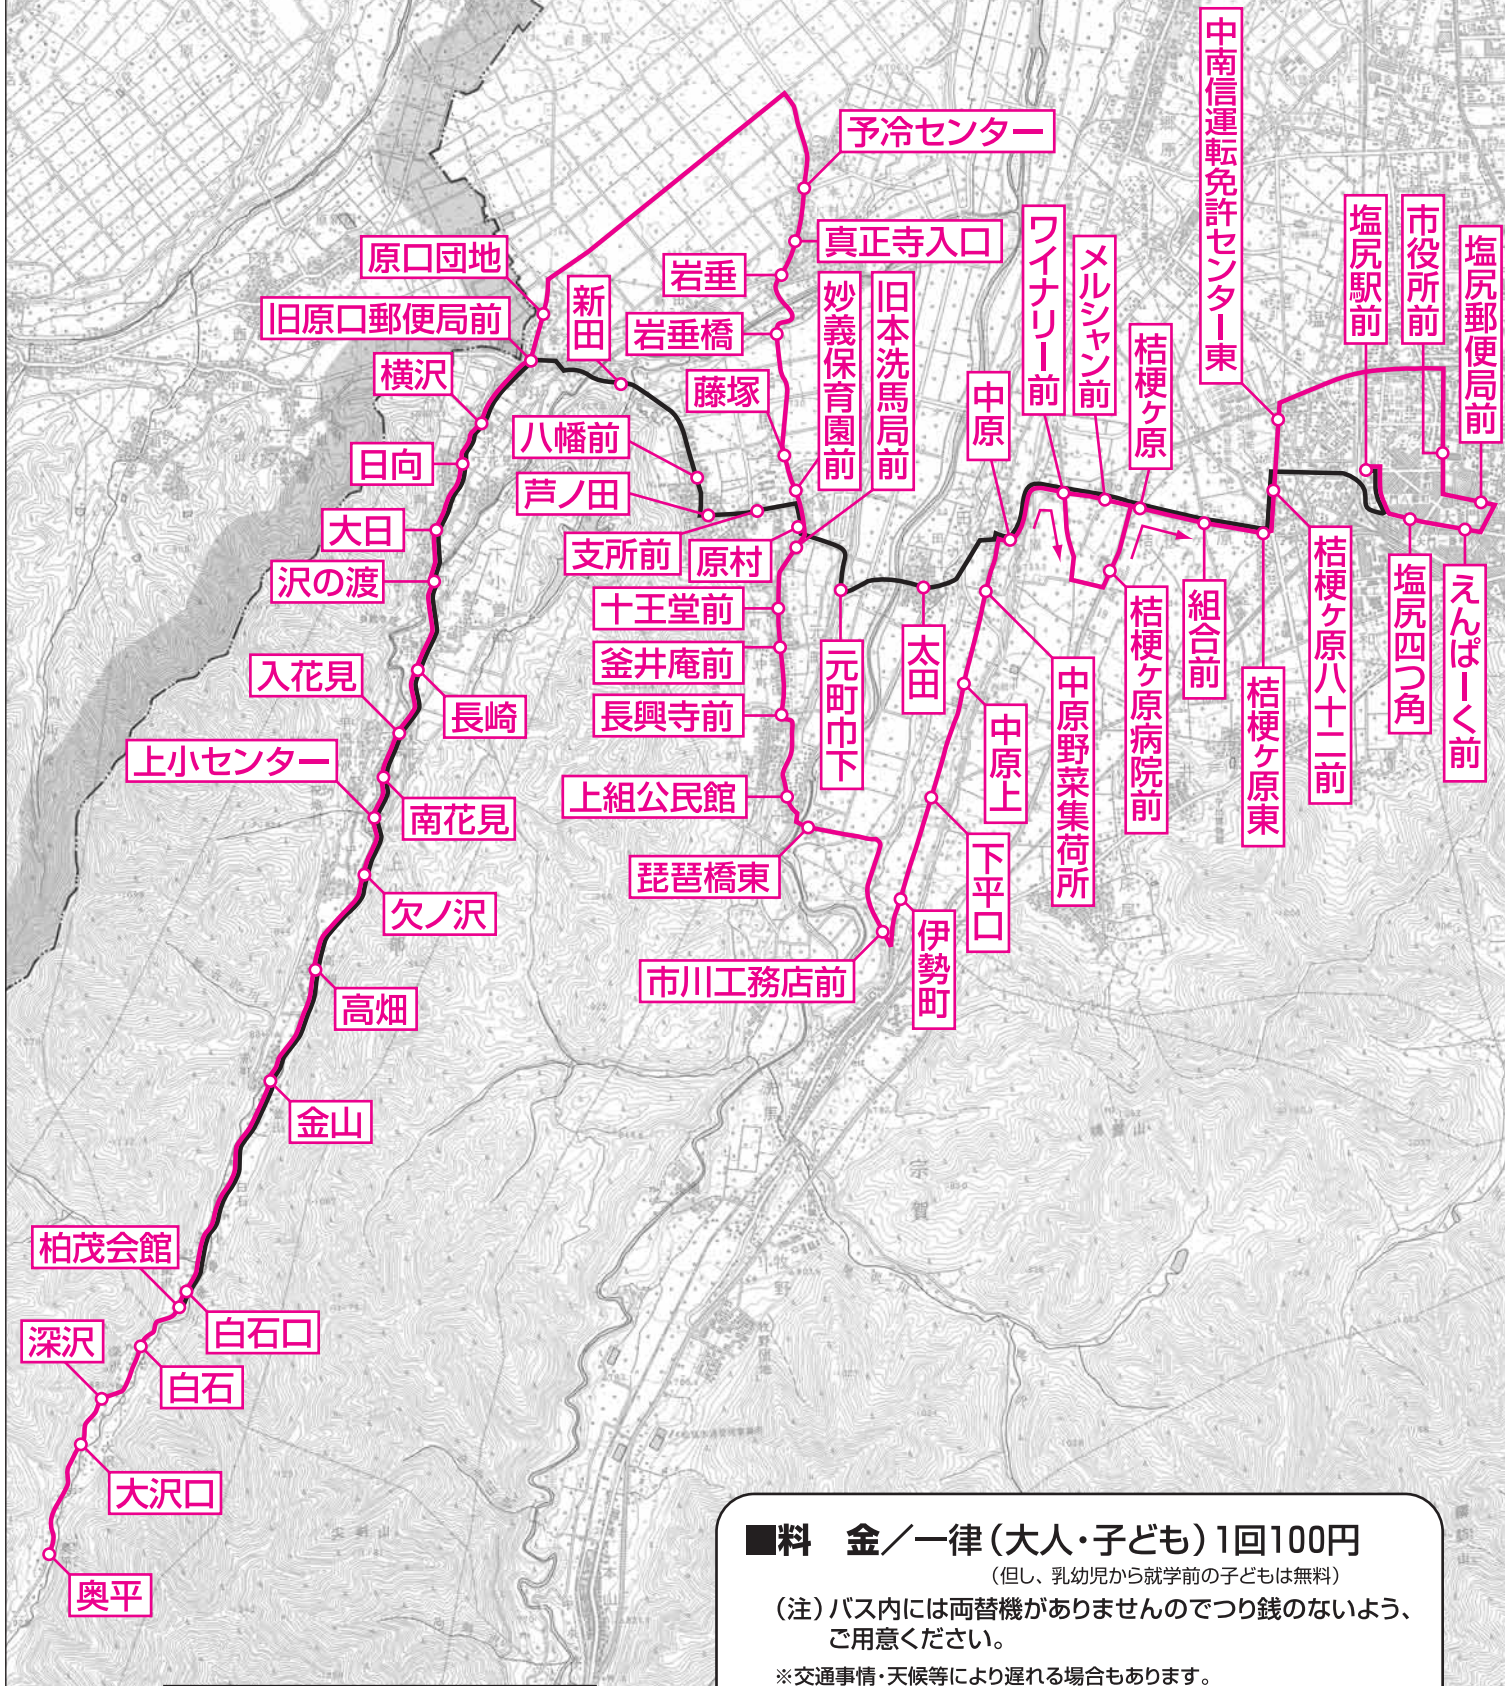 中南信運転免許センター東
予冷センター
塩尻駅前
市役所前
塩尻郵便局前
真正寺入口
ワイナリー前
メルシャン前
原口団地
岩垂
新田
妙義保育園前
旧本洗馬局前
旧原口郵便局前
岩垂橋
桔梗ヶ原
横沢
藤塚
中原
八幡前
日向
芦ノ田
大日
支所前
原村
沢の渡
桔梗ヶ原八十二前
塩尻四つ角
えんぱーく前
十王堂前
組合前
桔梗ヶ原病院前
釜井庵前
元町市下
太田
入花見
中原野菜集荷所
桔梗ヶ原東
長崎
長興寺前
中原上
上小センター
上組公民館
南花見
下平口
琵琶橋東
欠ノ沢
伊勢町
市川工務店前
高畑
金山
柏茂会館
白石口
深沢
白石
大沢口
奥平
宗賀
牧野
■料　金／一律（大人・子ども）1回100円
（但し、乳幼児から就学前の子どもは無料）
（注）バス内には両替機がありませんのでつり銭のないよう、
ご用意ください。
※交通事情・天候等により遅れる場合もあります。